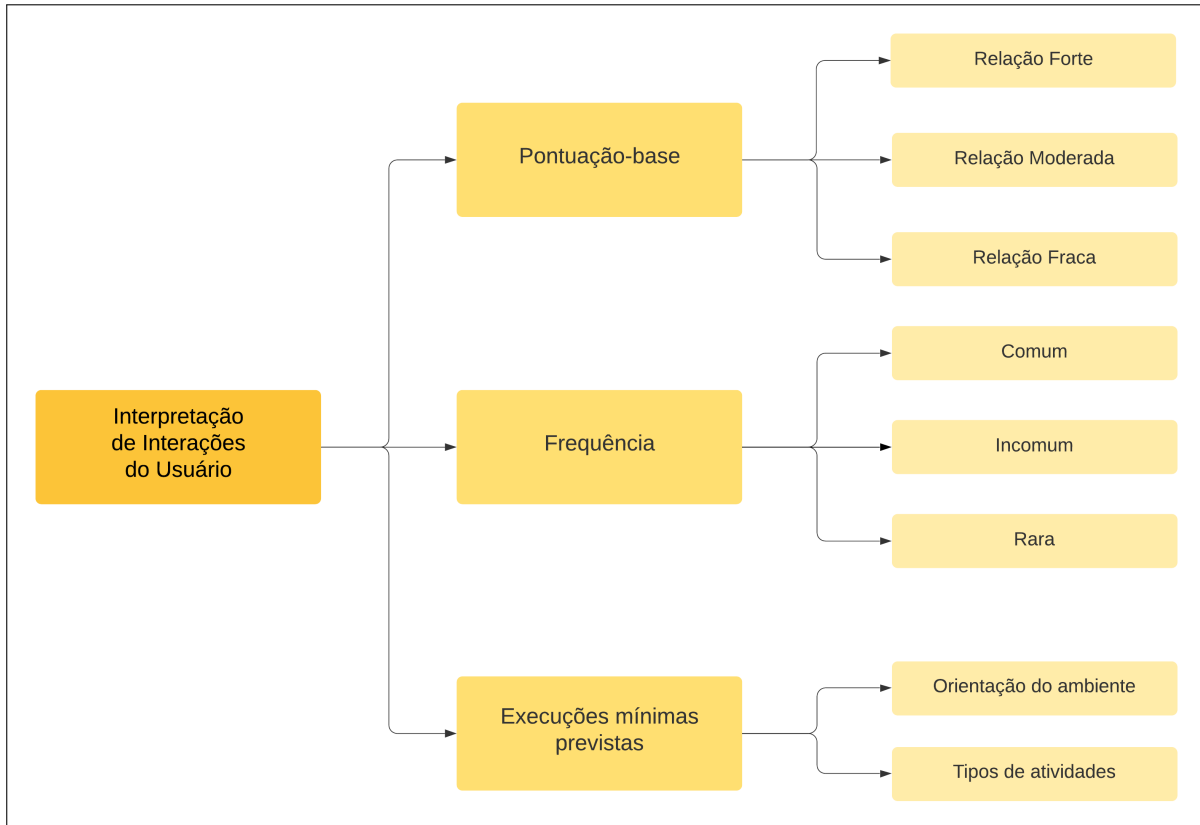 Interpretação
de Interações
do Usuário
Pontuação-base
Relação Forte
Relação Moderada
Relação Fraca
Frequência
Comum
Incomum
Rara
Execuções mínimas
previstas
Orientação do ambiente
Tipos de atividades